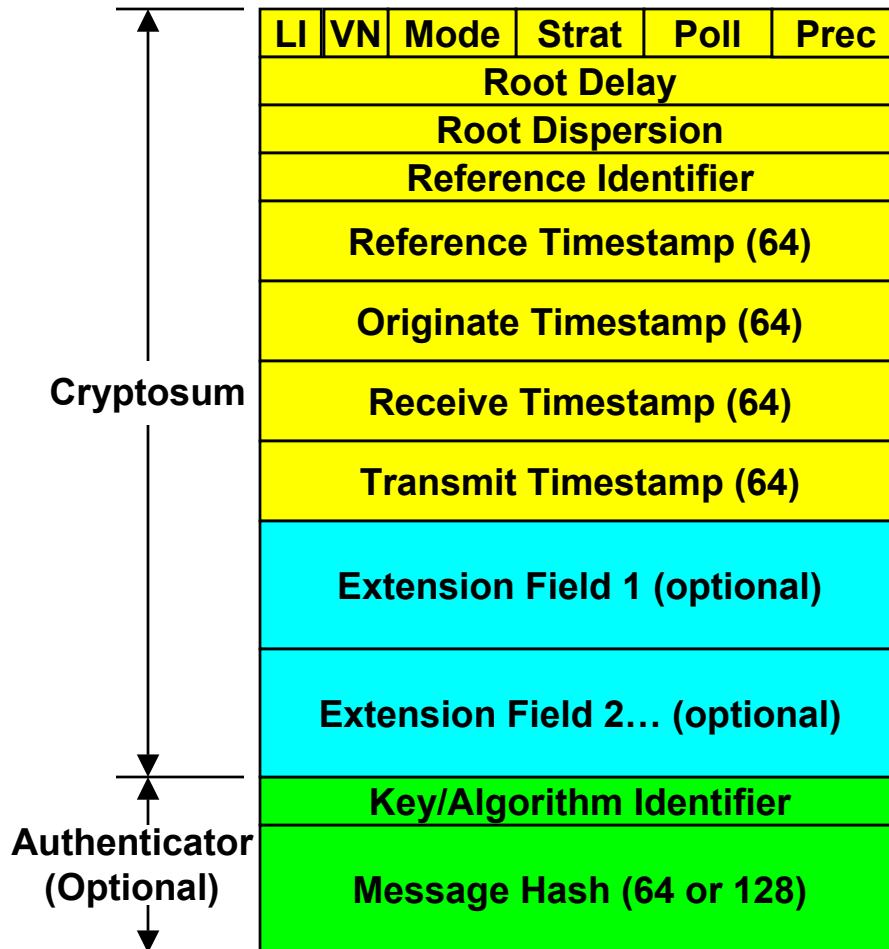 LI VN Mode Strat Poll Prec
Root Delay
Root Dispersion
Reference Identifier
Reference Timestamp (64)
Originate Timestamp (64)
Cryptosum
Receive Timestamp (64)
Transmit Timestamp (64)
Extension Field 1 (optional)
Extension Field 2… (optional)
Key/Algorithm Identifier
Authenticator
(Optional)
Message Hash (64 or 128)